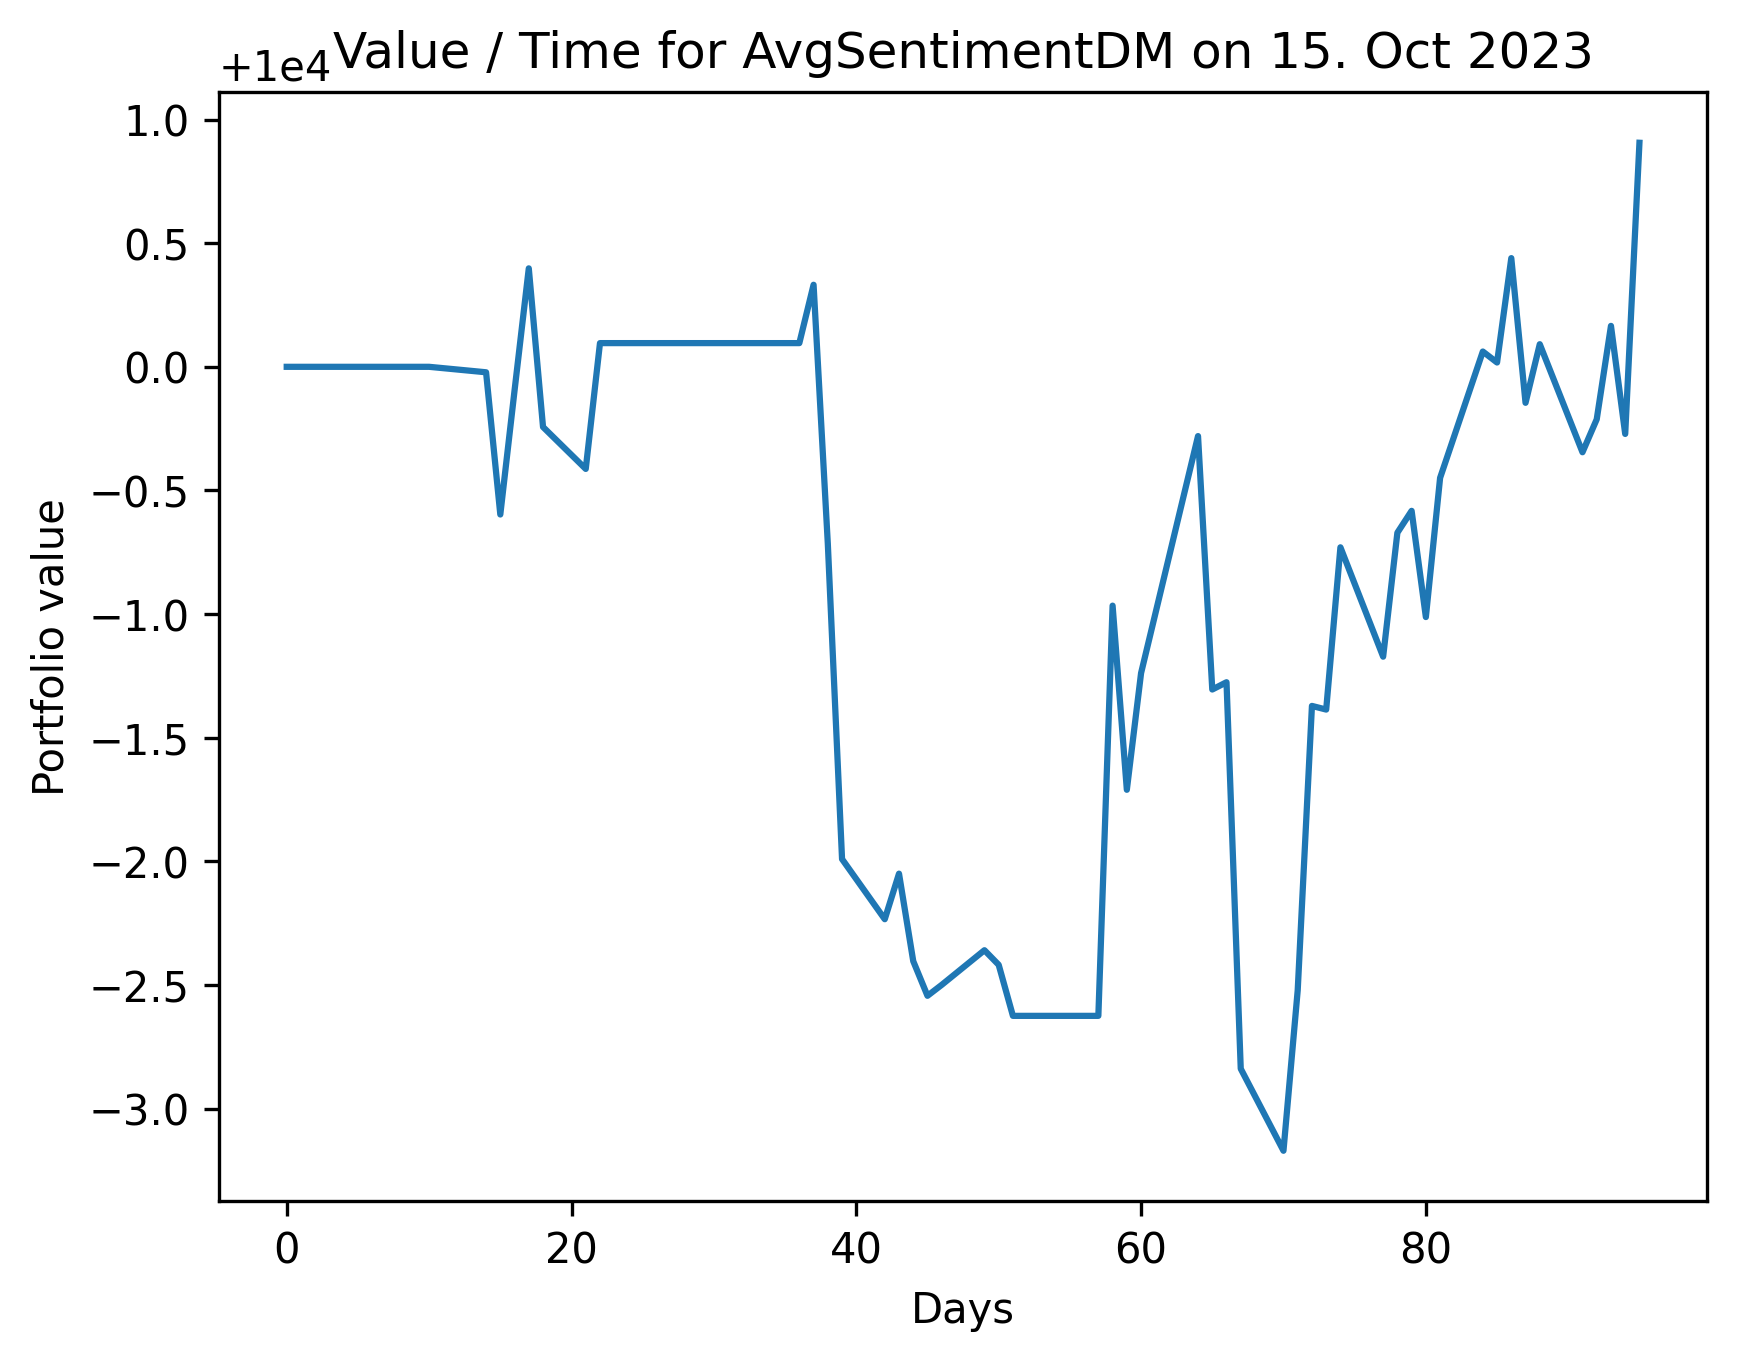 Value / Time for AvgSentimentDM on 15. Oct 2023
+1e4
1.0
0.5
0.0
−0.5
−1.0
−1.5
−2.0
−2.5
−3.0
Portfolio value
0 20 40 60 80
Days